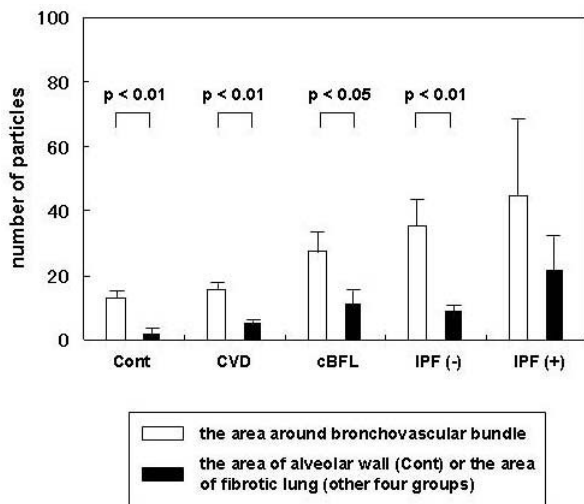 100
80
60
40
20
0
number of particles
p < 0.01
p < 0.01
p < 0.05
p < 0.01
Cont
CVD
cBFL
IPF (-)
IPF (+)
the area around bronchovascular bundle
the area of alveolar wall (Cont) or the area
of fibrotic lung (other four groups)